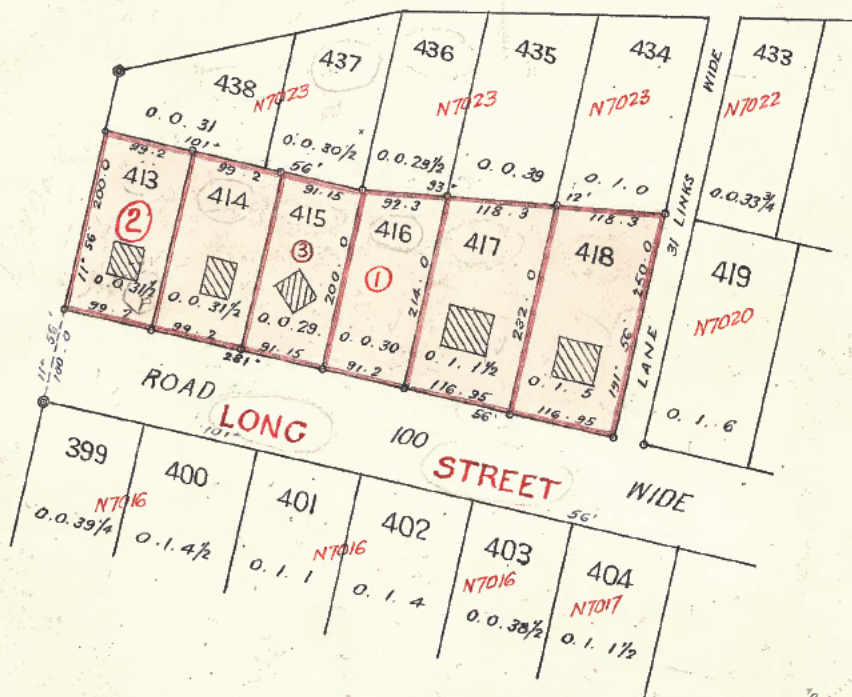 438
N7023
0. 0. 31
437
0. 0. 30½
436
N7023
0. 0. 29½
435
0. 0. 39
434
N7023
0. 1. 0
433
N7022
0. 0. 33¾
WIDE
31 LINKS
LANE
99·2
101°
99·2
56'
91·15
92·3
93°
118·3
12'
118·3
413
2
200·0
11° 56'
0. 0. 31½
414
0. 0. 31½
415
3
200·0
0. 0. 29.
416
1
214·0
0. 0. 30
417
232·0
0. 1. 1½
418
250·0
191° 56'
0. 1. 5
419
N7020
0. 1. 6
99·2
99·2
281°
91·15
91·2
116·95
56'
116·95
11° 56'
100·0
ROAD
LONG
100
STREET
WIDE
101°
56'
399
N7016
0. 0. 39¼
400
0. 1. 4½
401
N7016
0. 1. 1
402
0. 1. 4
403
N7016
0. 0. 38½
404
N7017
0. 1. 1½